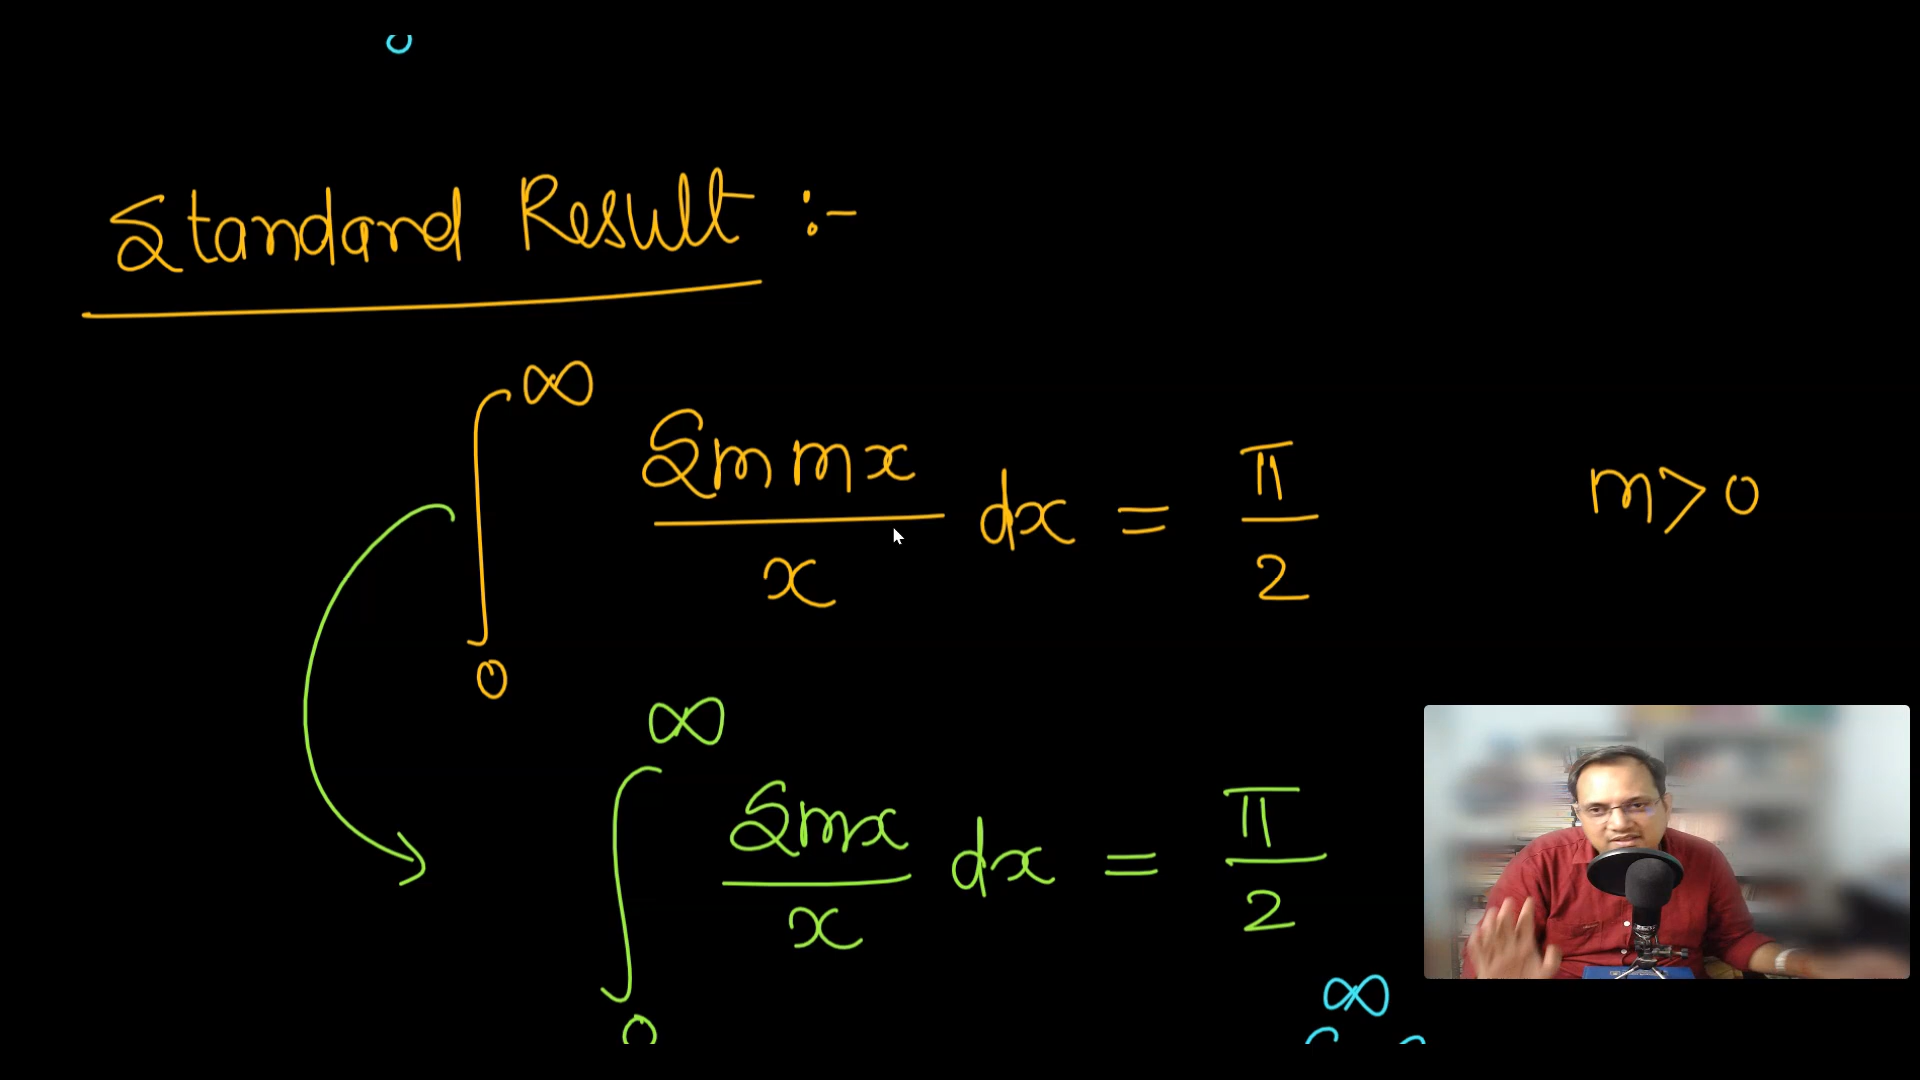 Standard Result :-
∫₀^∞ Sin mx / x dx = π/2    m > 0
∫₀^∞ Sin x / x dx = π/2
∞